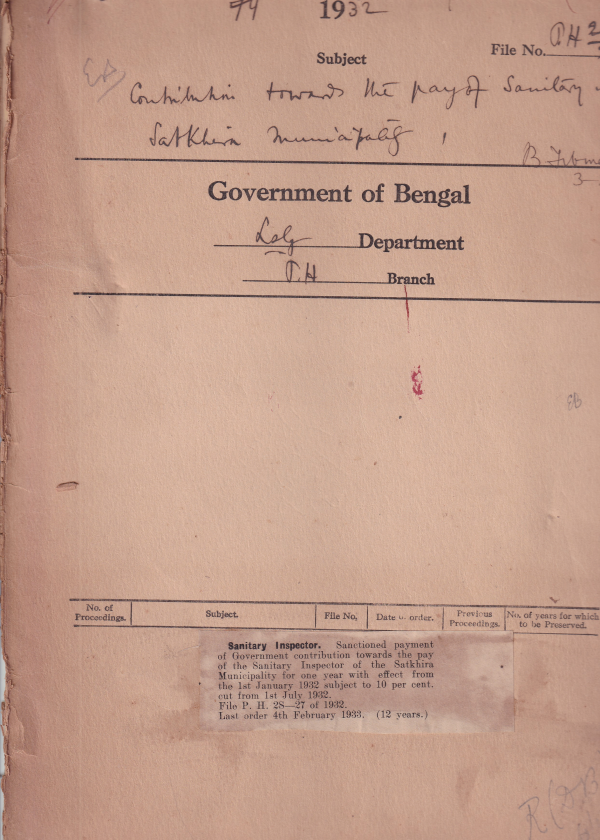 1932
Subject
File No. P H 2
Contribution towards the pay of Sanitary
Satkhira Municipality
Government of Bengal
LSG Department
P.H Branch
No. of Proceedings.
Subject.
File No.
Date of order.
Previous Proceedings.
No. of years for which to be Preserved.
Sanitary Inspector. Sanctioned payment
of Government contribution towards the pay
of the Sanitary Inspector of the Satkhira
Municipality for one year with effect from
the 1st January 1932 subject to 10 per cent.
cut from 1st July 1932.
File P. H. 2S—27 of 1932.
Last order 4th February 1933. (12 years.)